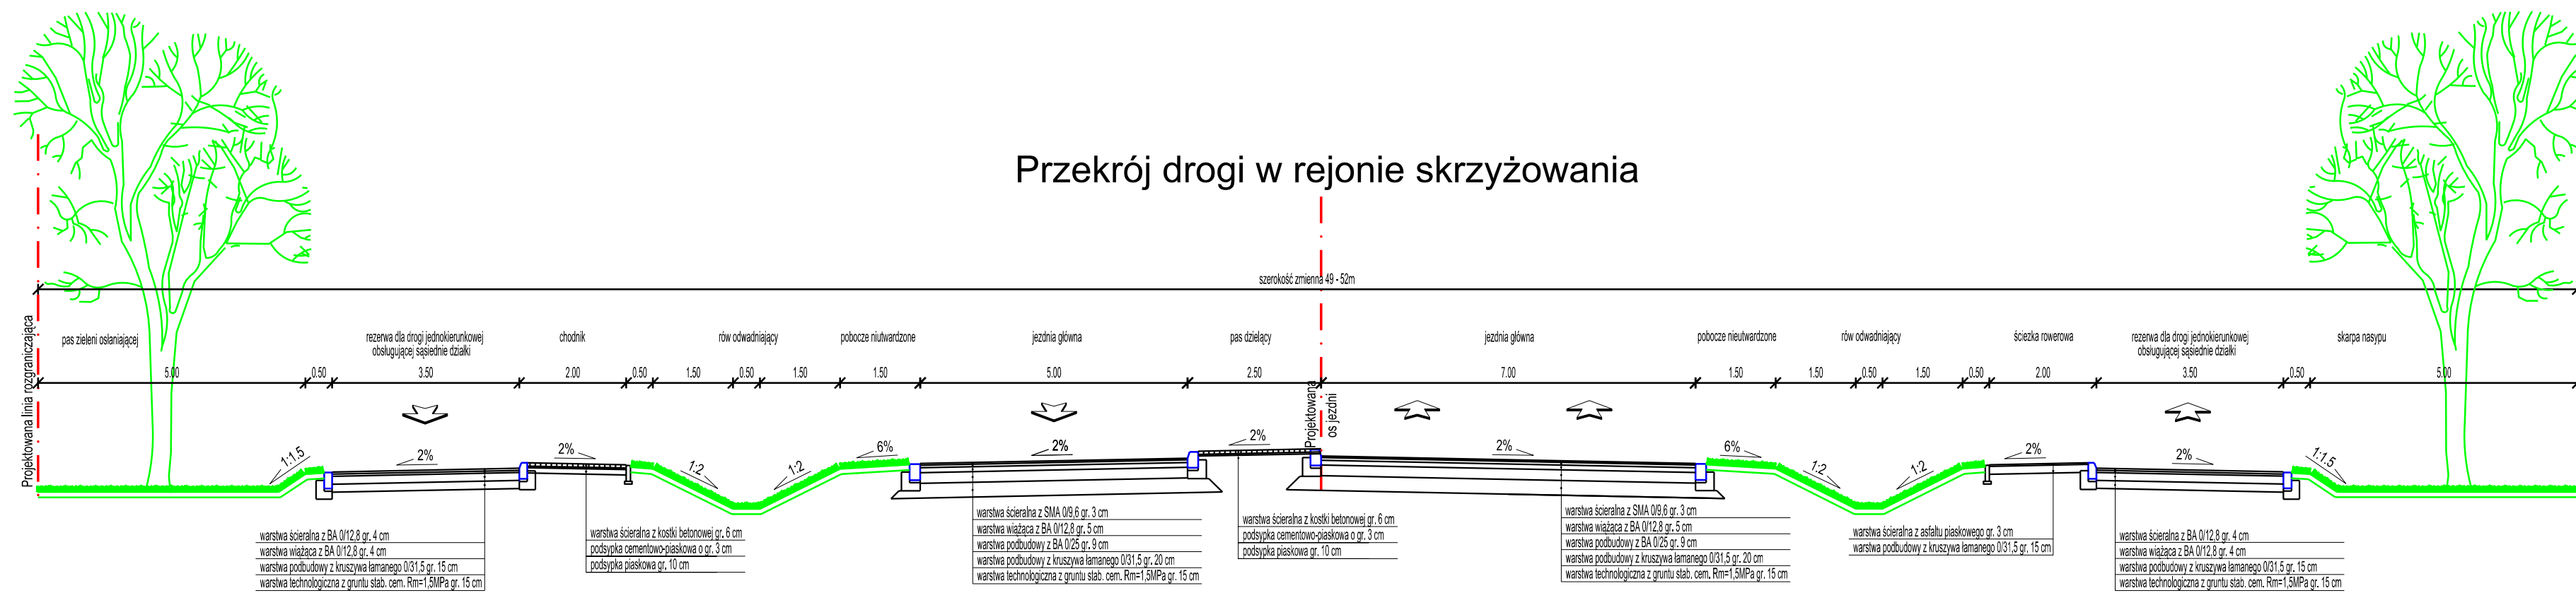 Przekrój drogi w rejonie skrzyżowania
szerokość zmienna 49 - 52m
Projektowana linia rozgraniczająca
pas zieleni osłaniającej
rezerwa dla drogi jednokierunkowej
obsługującej sąsiednie działki
chodnik
rów odwadniający
pobocze niutwardzone
jezdnia główna
pas dzielący
jezdnia główna
pobocze nieutwardzone
rów odwadniający
ściezka rowerowa
rezerwa dla drogi jednokierunkowej
obsługującej sąsiednie działki
skarpa nasypu
5.00 0.50 3.50 2.00 0.50 1.50 0.50 1.50 1.50 5.00 2.50 7.00 1.50 1.50 0.50 1.50 0.50 2.00 3.50 0.50 5.00
Projektowana
os jezdni
1:1.5 2% 2% 1:2 1:2 6% 2% 2% 2% 6% 1:2 1:2 2% 2% 1:1.5
warstwa ścieralna z BA 0/12,8 gr. 4 cm
warstwa wiążąca z BA 0/12,8 gr. 4 cm
warstwa podbudowy z kruszywa łamanego 0/31,5 gr. 15 cm
warstwa technologiczna z gruntu stab. cem. Rm=1,5MPa gr. 15 cm
warstwa ścieralna z kostki betonowej gr. 6 cm
podsypka cementowo-piaskowa o gr. 3 cm
podsypka piaskowa gr. 10 cm
warstwa ścieralna z SMA 0/9,6 gr. 3 cm
warstwa wiążąca z BA 0/12,8 gr. 5 cm
warstwa podbudowy z BA 0/25 gr. 9 cm
warstwa podbudowy z kruszywa łamanego 0/31,5 gr. 20 cm
warstwa technologiczna z gruntu stab. cem. Rm=1,5MPa gr. 15 cm
warstwa ścieralna z kostki betonowej gr. 6 cm
podsypka cementowo-piaskowa o gr. 3 cm
podsypka piaskowa gr. 10 cm
warstwa ścieralna z SMA 0/9,6 gr. 3 cm
warstwa wiążąca z BA 0/12,8 gr. 5 cm
warstwa podbudowy z BA 0/25 gr. 9 cm
warstwa podbudowy z kruszywa łamanego 0/31,5 gr. 20 cm
warstwa technologiczna z gruntu stab. cem. Rm=1,5MPa gr. 15 cm
warstwa ścieralna z asfaltu piaskowego gr. 3 cm
warstwa podbudowy z kruszywa łamanego 0/31,5 gr. 15 cm
warstwa ścieralna z BA 0/12,8 gr. 4 cm
warstwa wiążąca z BA 0/12,8 gr. 4 cm
warstwa podbudowy z kruszywa łamanego 0/31,5 gr. 15 cm
warstwa technologiczna z gruntu stab. cem. Rm=1,5MPa gr. 15 cm